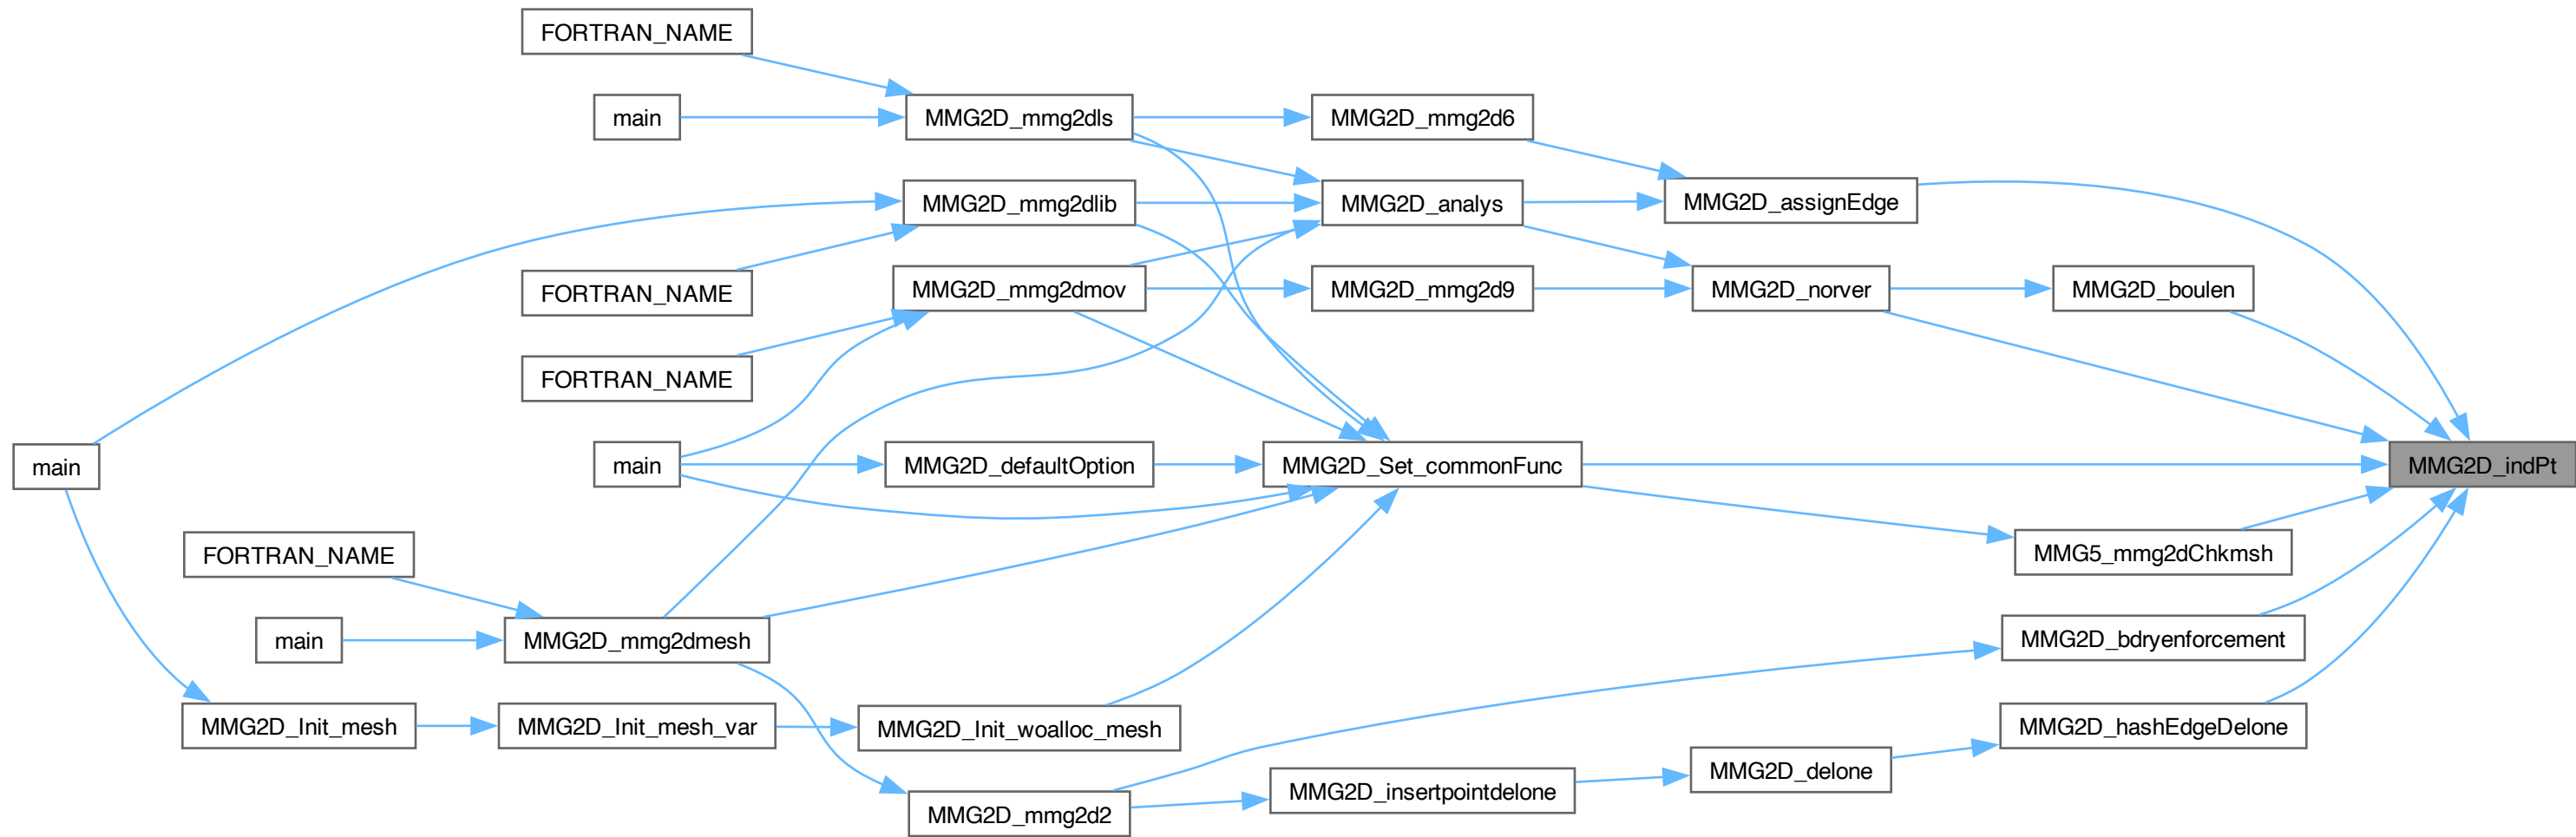 FORTRAN_NAME
main
MMG2D_mmg2dls
MMG2D_mmg2d6
MMG2D_mmg2dlib
MMG2D_analys
MMG2D_assignEdge
FORTRAN_NAME
MMG2D_mmg2dmov
MMG2D_mmg2d9
MMG2D_norver
MMG2D_boulen
FORTRAN_NAME
main
main
MMG2D_defaultOption
MMG2D_Set_commonFunc
MMG2D_indPt
FORTRAN_NAME
MMG5_mmg2dChkmsh
main
MMG2D_mmg2dmesh
MMG2D_bdryenforcement
MMG2D_Init_mesh
MMG2D_Init_mesh_var
MMG2D_Init_woalloc_mesh
MMG2D_hashEdgeDelone
MMG2D_mmg2d2
MMG2D_insertpointdelone
MMG2D_delone